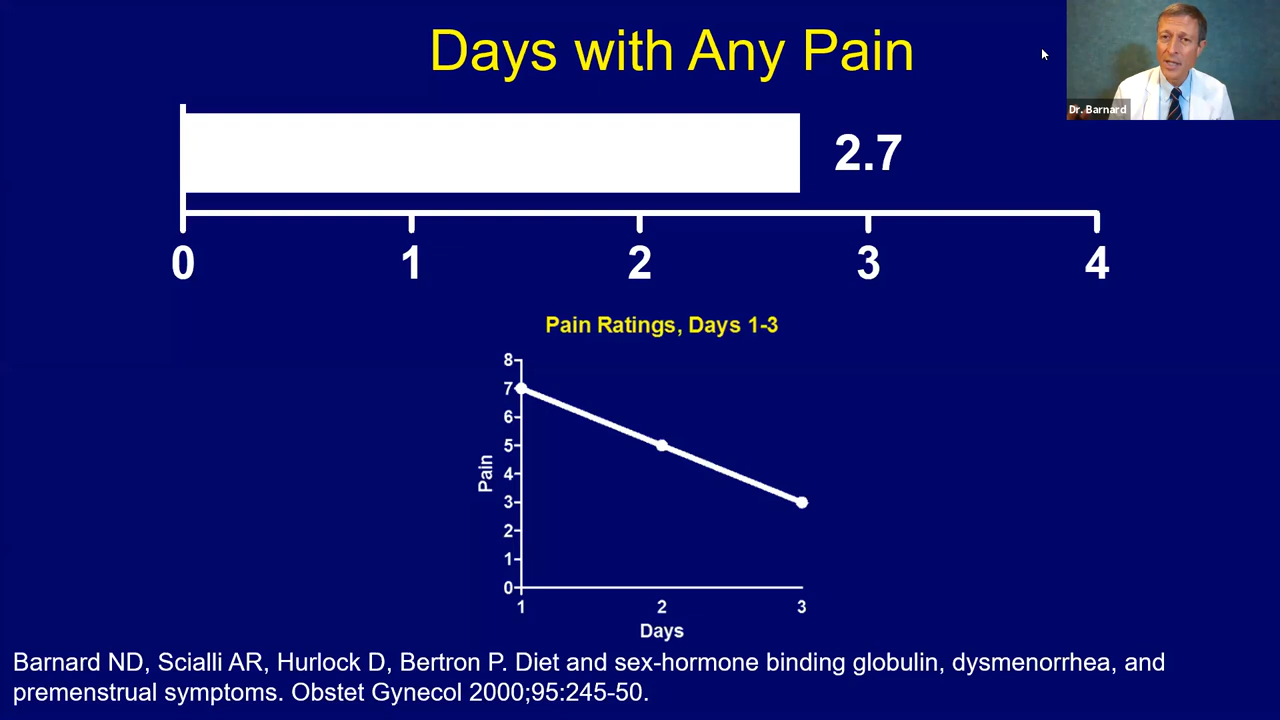 Days with Any Pain
Dr. Barnard
2.7
0 1 2 3 4
Pain Ratings, Days 1-3
8
7
6
5
4
3
2
1
0
Pain
1 2 3
Days
Barnard ND, Scialli AR, Hurlock D, Bertron P. Diet and sex-hormone binding globulin, dysmenorrhea, and
premenstrual symptoms. Obstet Gynecol 2000;95:245-50.